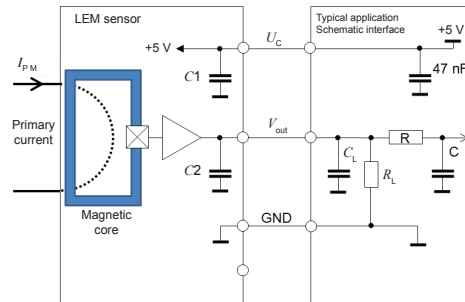 LEM sensor
Typical application
Schematic interface
+5 V
U_C
+5 V
I_PM
C1
47 nF
Primary
current
V_out
R
C2
C_L
C
R_L
GND
Magnetic
core